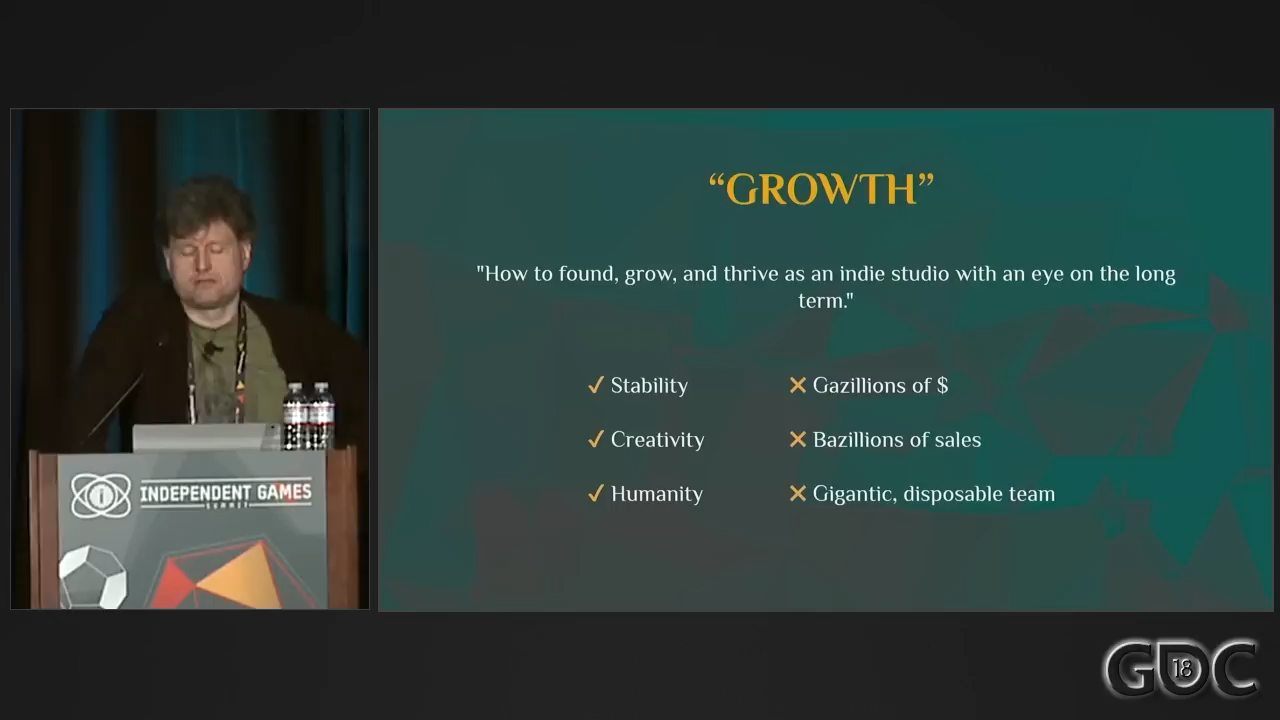 “GROWTH”
"How to found, grow, and thrive as an indie studio with an eye on the long
term."
✓ Stability
✕ Gazillions of $
✓ Creativity
✕ Bazillions of sales
✓ Humanity
✕ Gigantic, disposable team
INDEPENDENT GAMES
SUMMIT
GDC
18